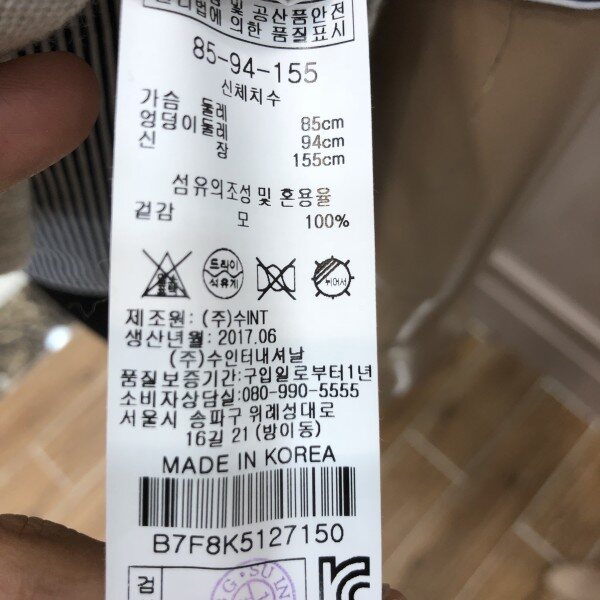 및 공산품안전
법에 의한 품질표시
85-94-155
신체치수
가슴 둘레 85cm
엉덩이둘레 94cm
신 장 155cm
섬유의조성 및 혼용율
겉감 모 100%
드라이
석유계
뉘어서
제조원: (주)수INT
생산년월: 2017.06
(주)수인터내셔날
품질보증기간:구입일로부터1년
소비자상담실:080-990-5555
서울시 송파구 위례성대로
16길 21 (방이동)
MADE IN KOREA
B7F8K5127150
검
SU IN